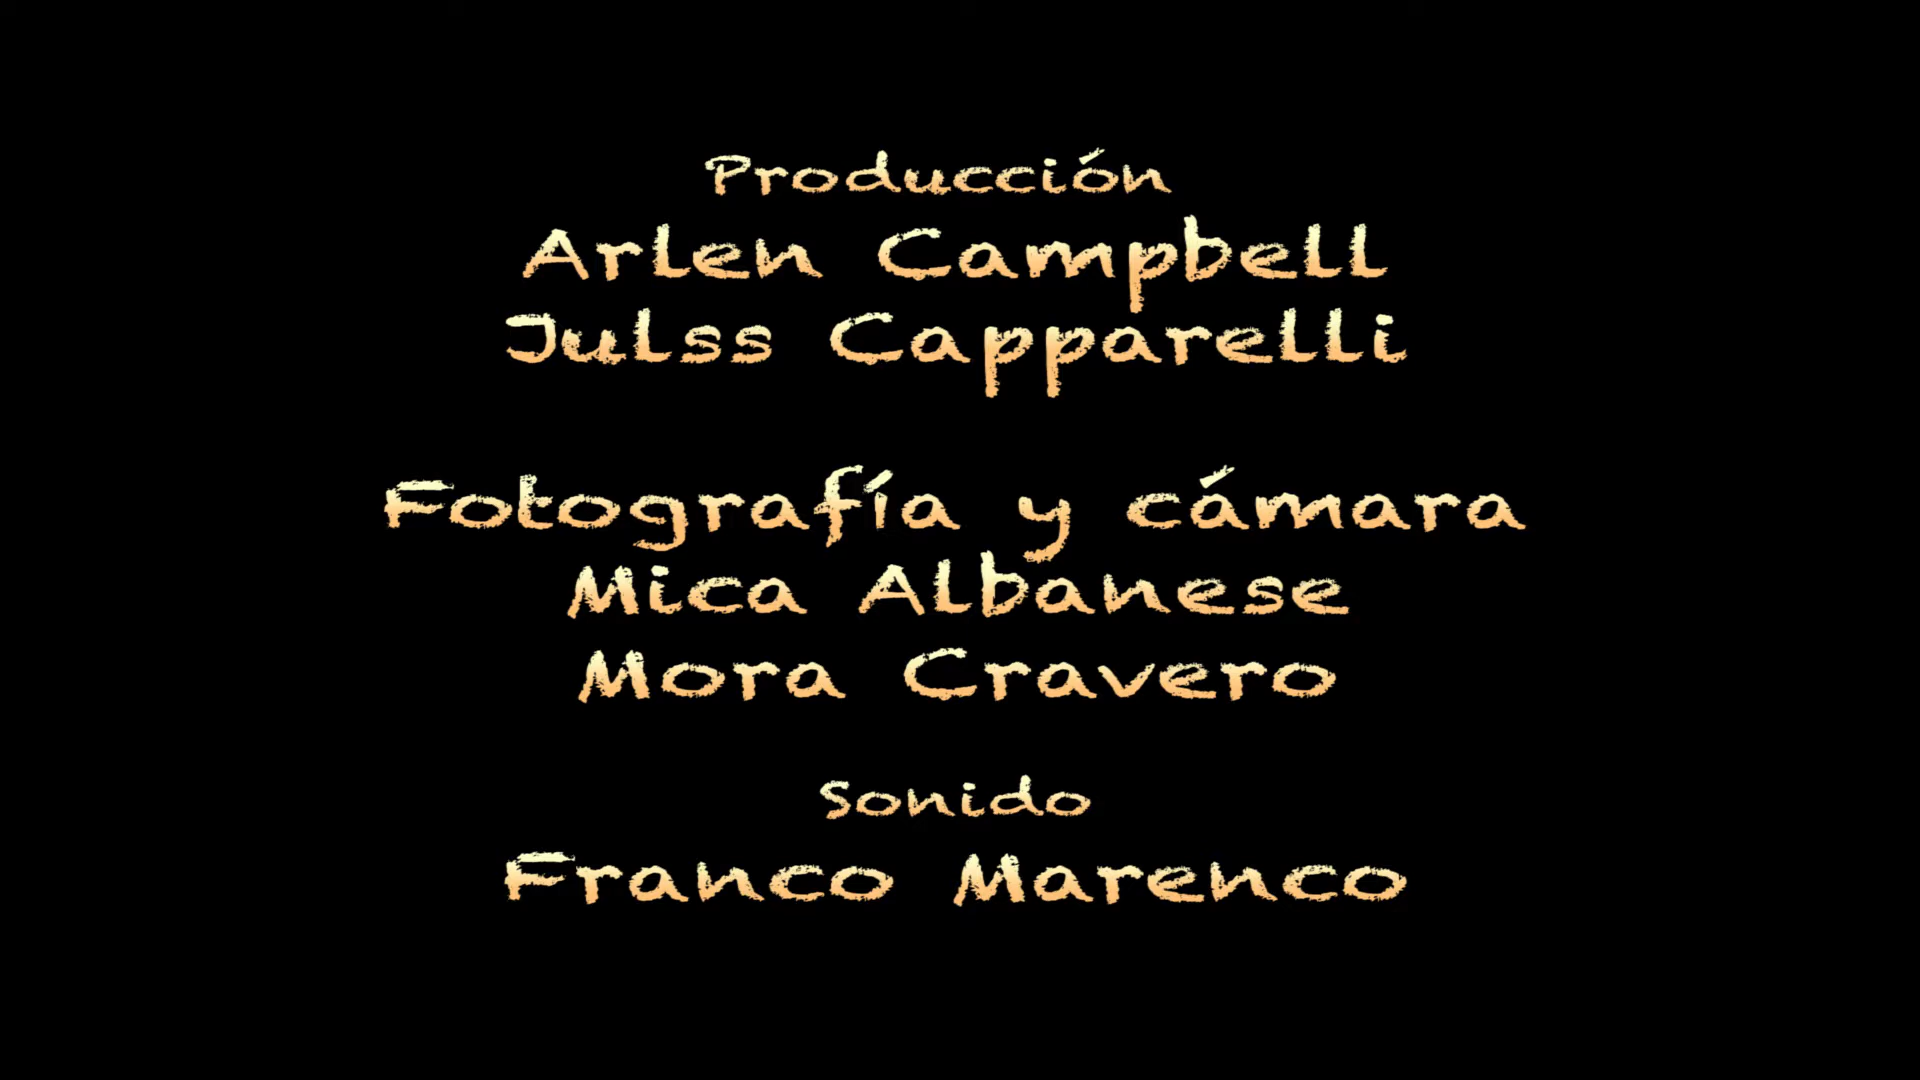 Producción
Arlen Campbell
Julss Capparelli
Fotografía y cámara
Mica Albanese
Mora Cravero
Sonido
Franco Marenco